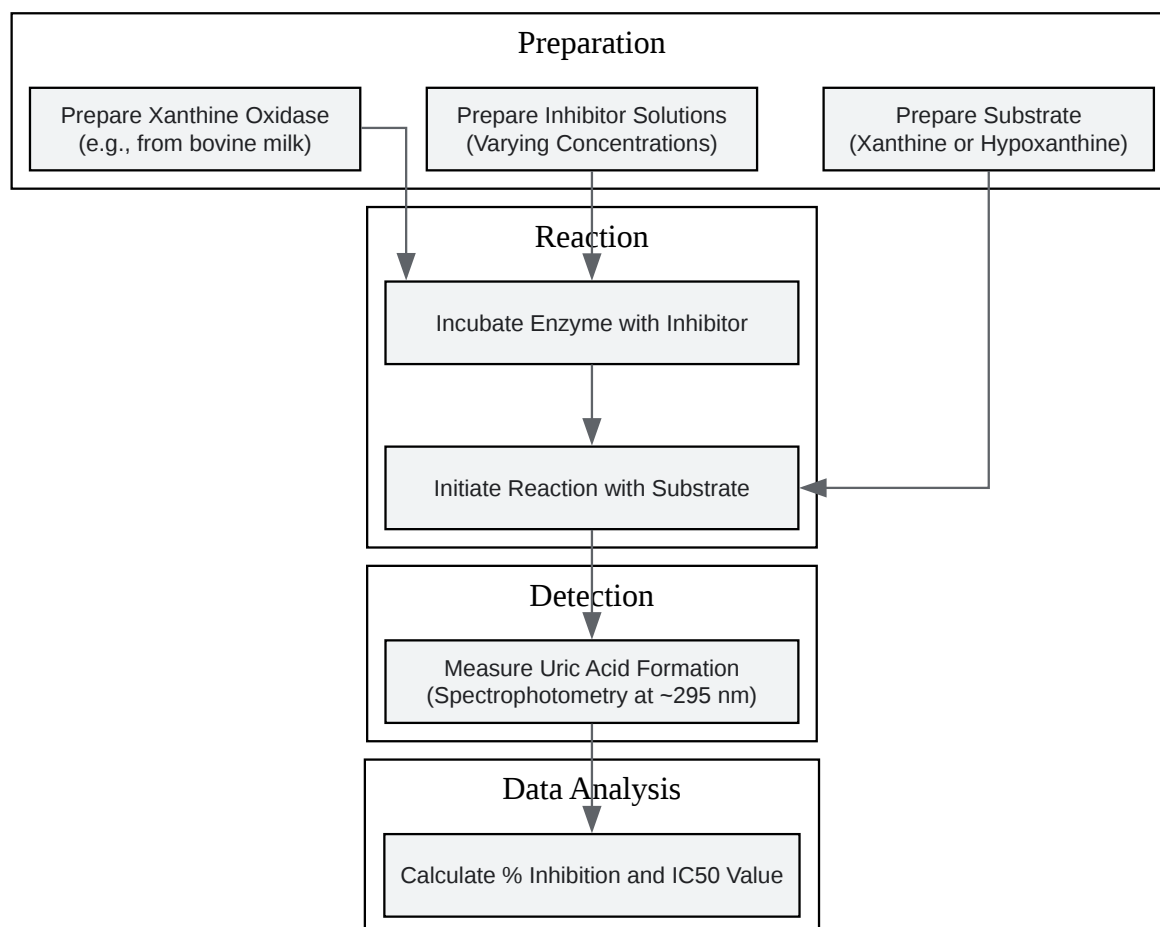 Preparation
Prepare Xanthine Oxidase
(e.g., from bovine milk)
Prepare Inhibitor Solutions
(Varying Concentrations)
Prepare Substrate
(Xanthine or Hypoxanthine)
Reaction
Incubate Enzyme with Inhibitor
Initiate Reaction with Substrate
Detection
Measure Uric Acid Formation
(Spectrophotometry at ~295 nm)
Data Analysis
Calculate % Inhibition and IC50 Value